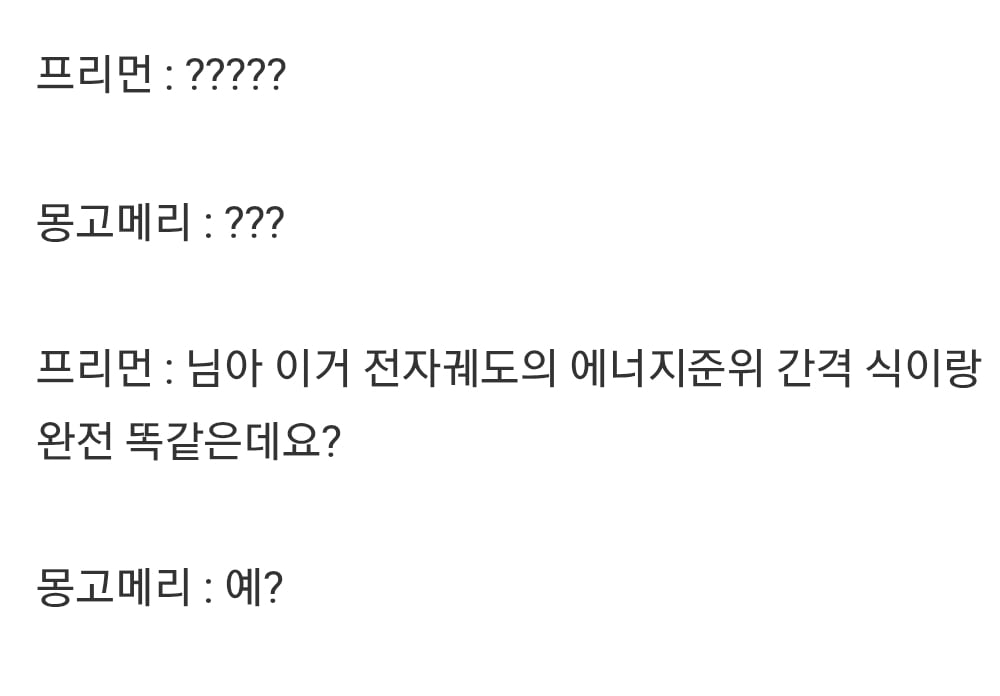 프리먼 : ?????
몽고메리 : ???
프리먼 : 님아 이거 전자궤도의 에너지준위 간격 식이랑
완전 똑같은데요?
몽고메리 : 예?